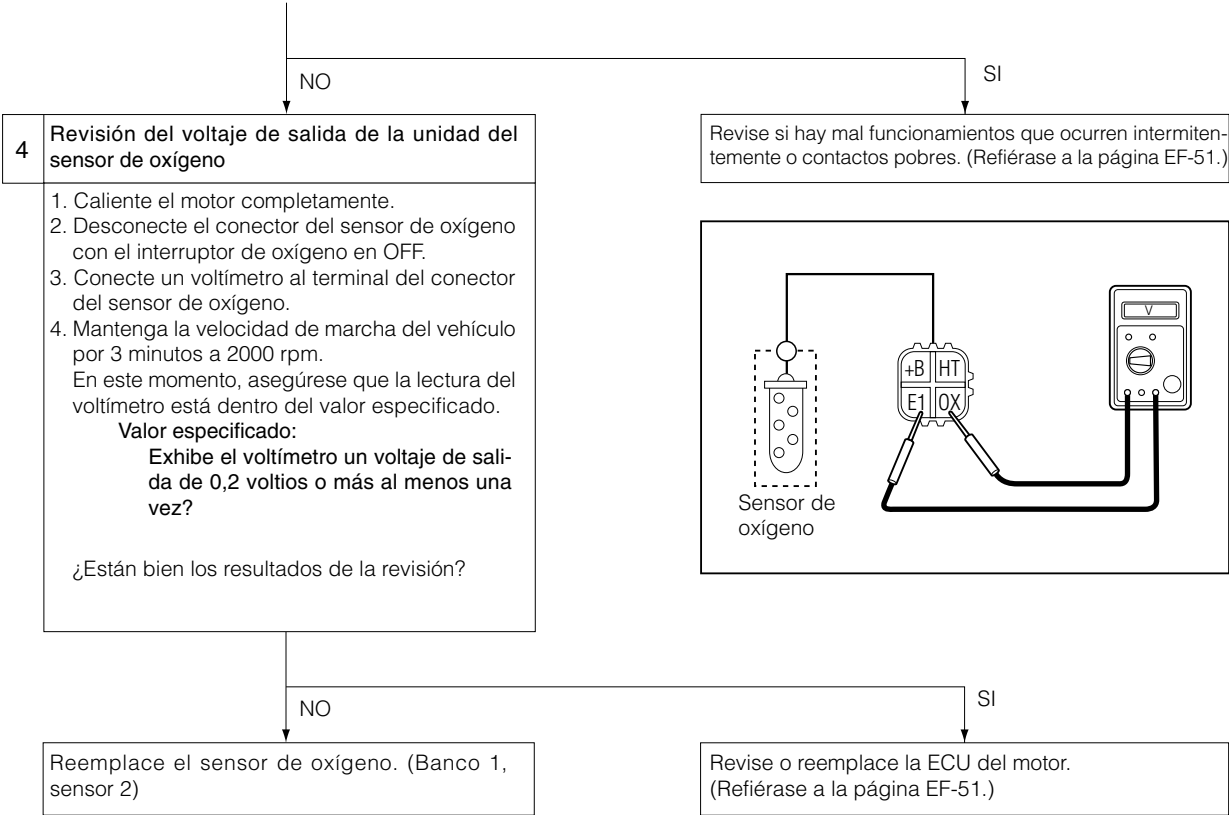 NO
SI
4
Revisión del voltaje de salida de la unidad del
sensor de oxígeno
1. Caliente el motor completamente.
2. Desconecte el conector del sensor de oxígeno
con el interruptor de oxígeno en OFF.
3. Conecte un voltímetro al terminal del conector
del sensor de oxígeno.
4. Mantenga la velocidad de marcha del vehículo
por 3 minutos a 2000 rpm.
En este momento, asegúrese que la lectura del
voltímetro está dentro del valor especificado.
Valor especificado:
Exhibe el voltímetro un voltaje de sali-
da de 0,2 voltios o más al menos una
vez?
¿Están bien los resultados de la revisión?
Revise si hay mal funcionamientos que ocurren intermiten-
temente o contactos pobres. (Refiérase a la página EF-51.)
V
+B HT
E1 OX
Sensor de
oxígeno
NO
SI
Reemplace el sensor de oxígeno. (Banco 1,
sensor 2)
Revise o reemplace la ECU del motor.
(Refiérase a la página EF-51.)